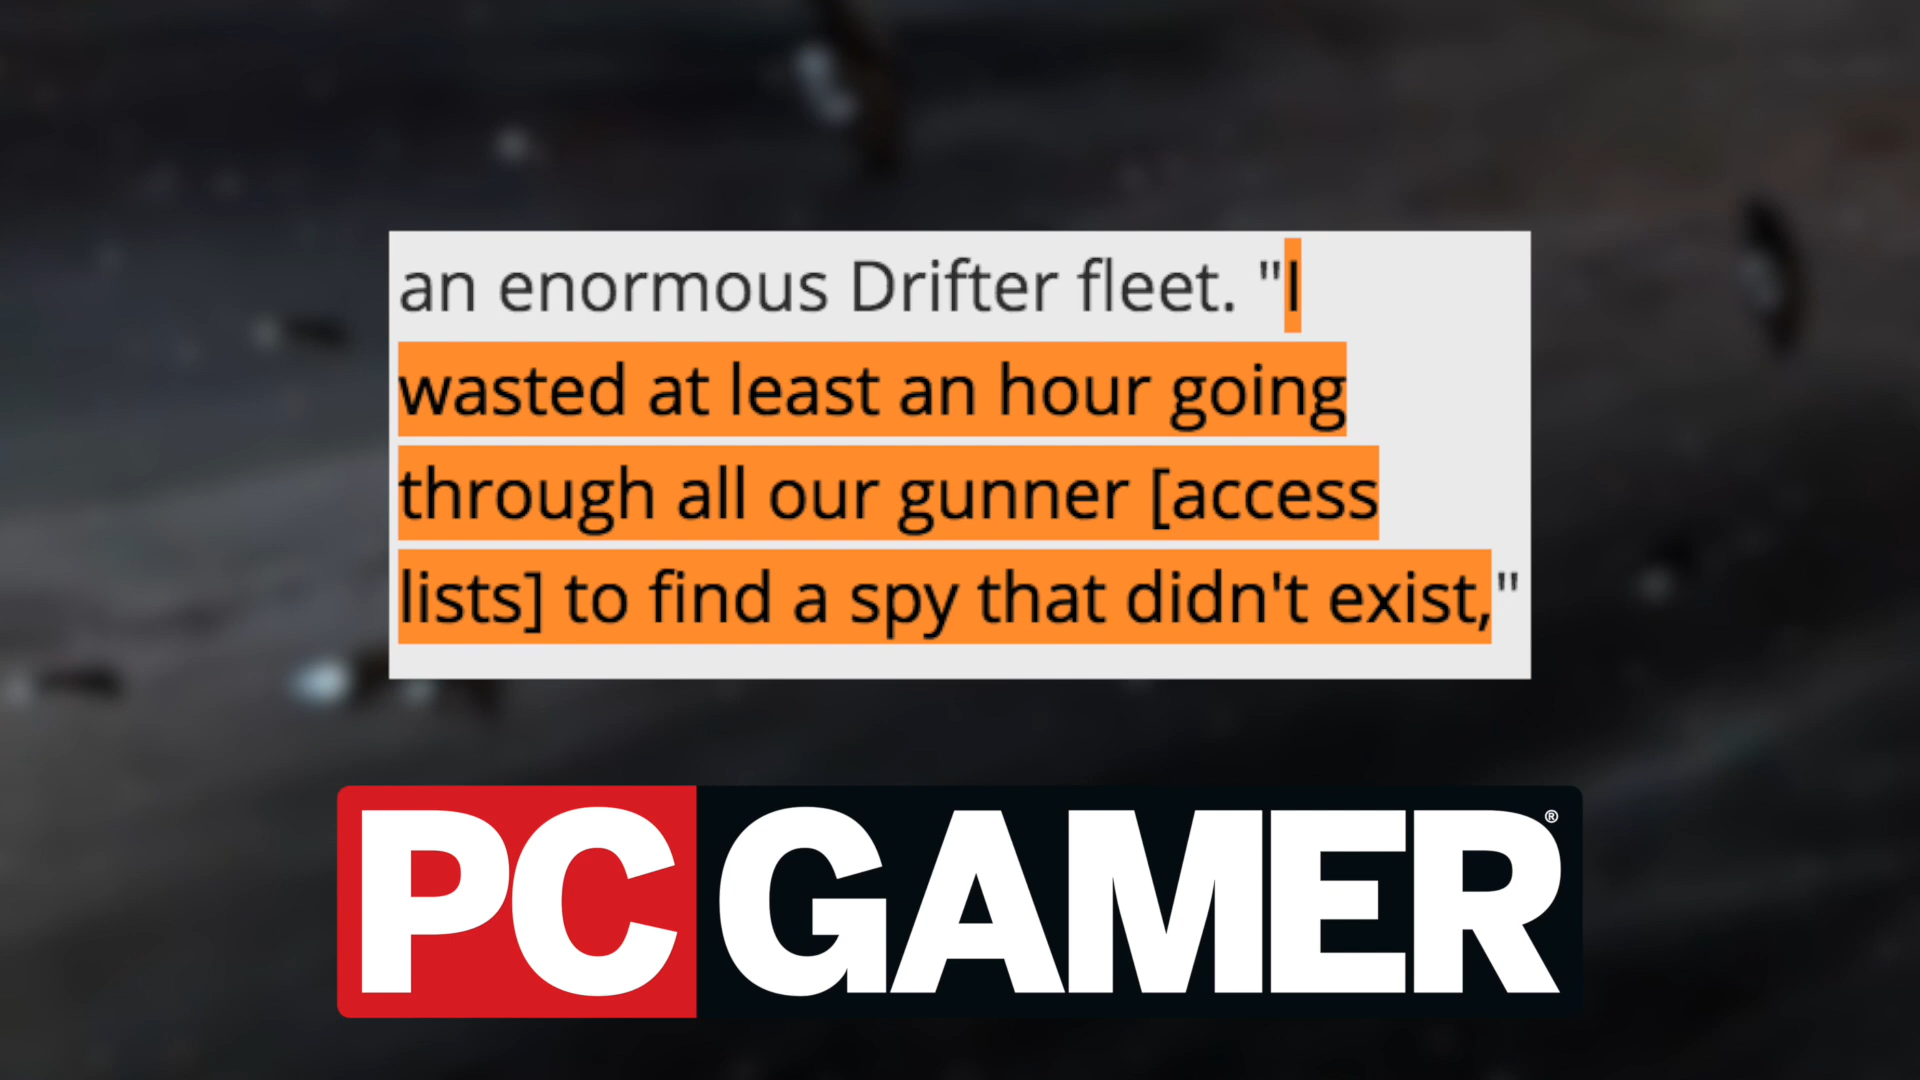 an enormous Drifter fleet. "I
wasted at least an hour going
through all our gunner [access
lists] to find a spy that didn't exist,"
PC GAMER®